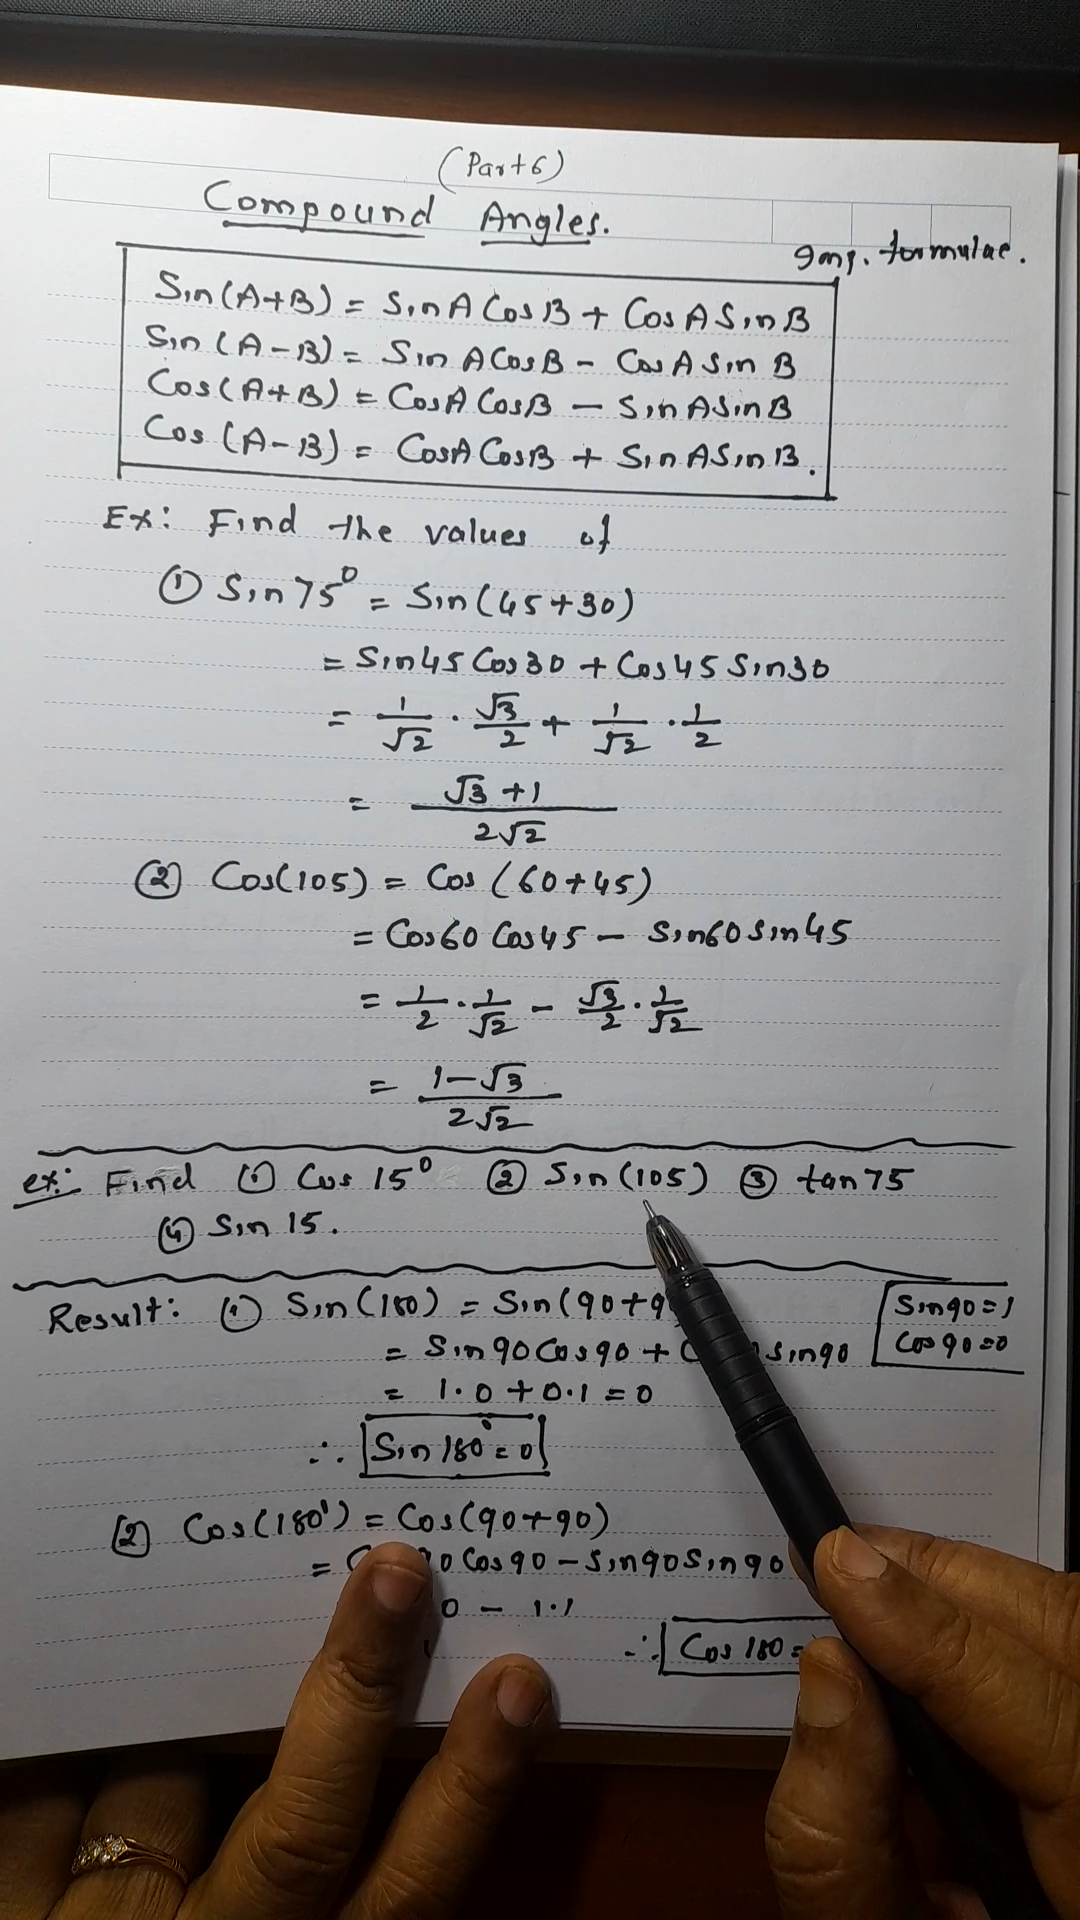 (Part 6)
Compound Angles.
Imp. formulae.
Sin(A+B) = SinA CosB + CosA SinB
Sin(A-B) = SinA CosB - CosA Sin B
Cos(A+B) = CosA CosB - SinA SinB
Cos(A-B) = CosA CosB + SinA SinB.
Ex: Find the values of
① Sin75⁰ = Sin(45+30)
= Sin45 Cos30 + Cos45 Sin30
= 1/√2 . √3/2 + 1/√2 . 1/2
= √3+1/2√2
② Cos(105) = Cos(60+45)
= Cos60 Cos45 - Sin60 Sin45
= 1/2 . 1/√2 - √3/2 . 1/√2
= 1-√3/2√2
ex: Find ① Cos 15⁰ ② Sin(105) ③ tan75
④ Sin 15.
Result: ① Sin(180) = Sin(90+9
Sin90=1
Cos90=0
= Sin90 Cos90 + C Sin90
= 1.0 + 0.1 = 0
∴ Sin180°=0
② Cos(180') = Cos(90+90)
= C 0 Cos90 - Sin90 Sin90
0 - 1.1
∴ Cos 180 =